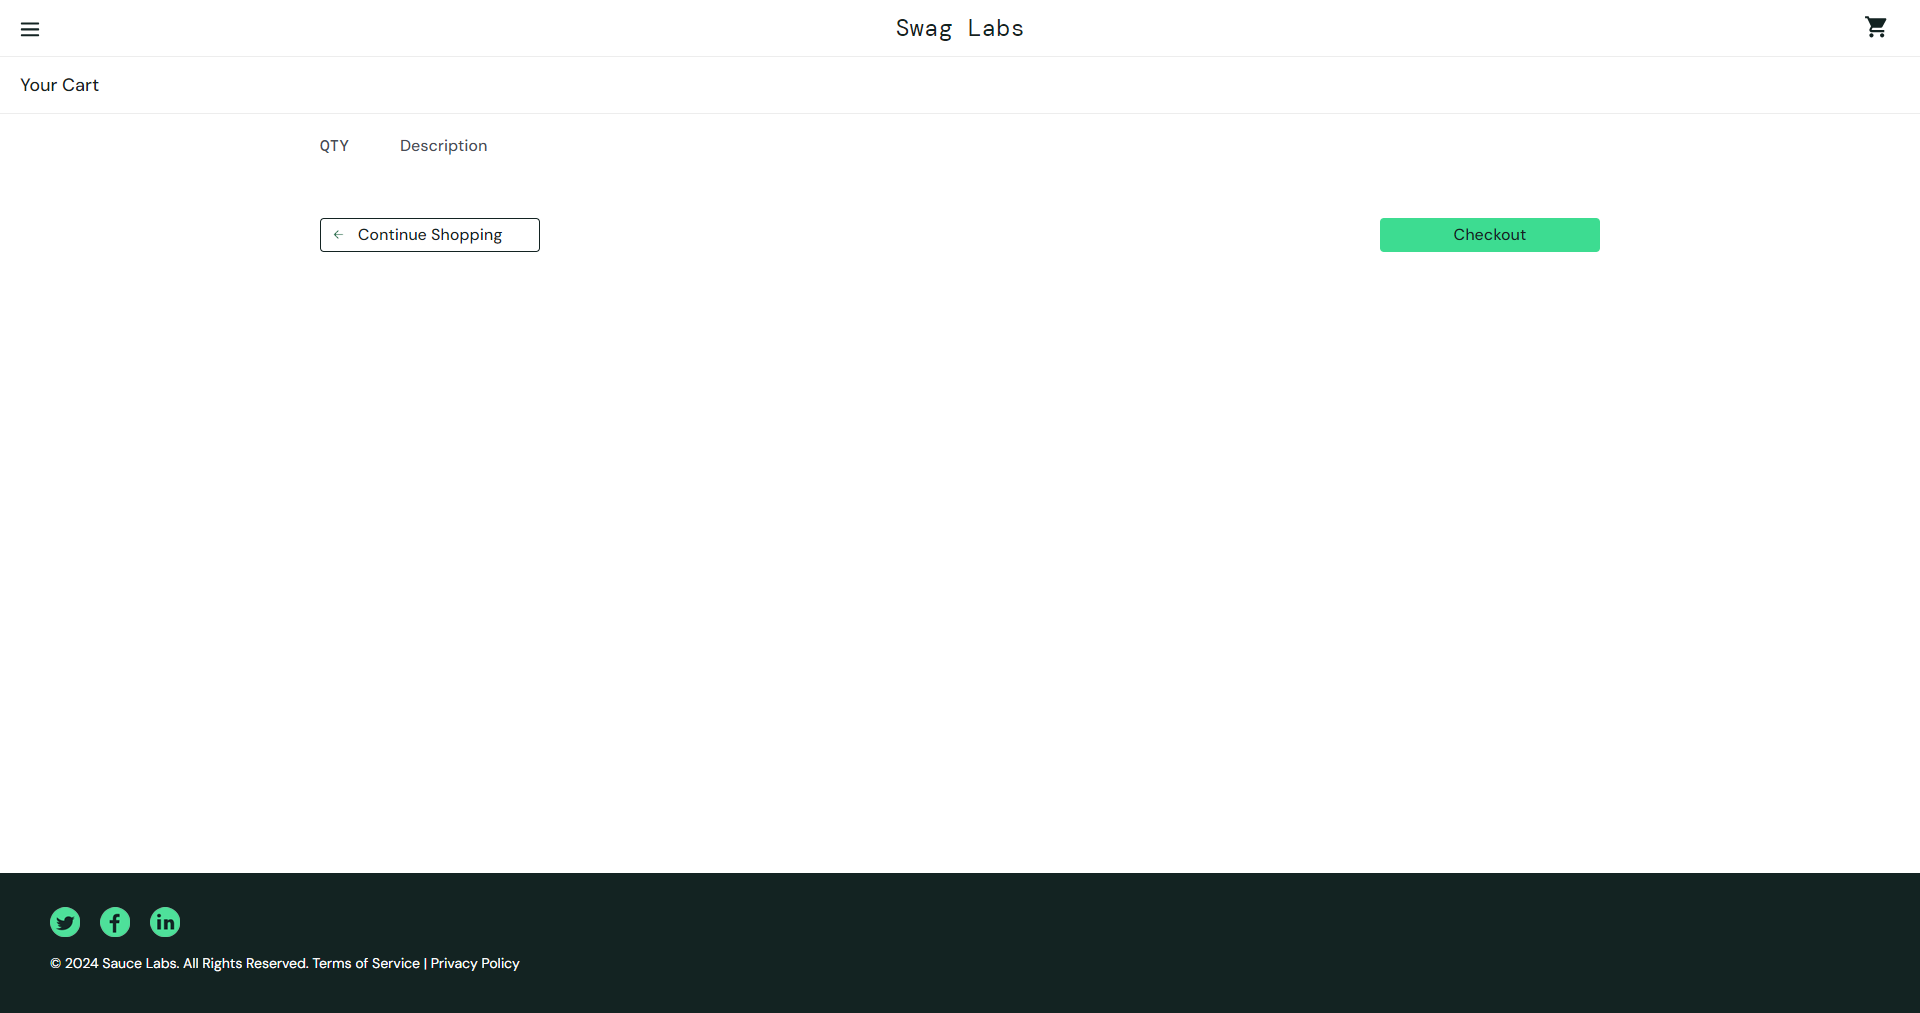 Swag Labs
Your Cart
QTY Description
Continue Shopping
Checkout
© 2024 Sauce Labs. All Rights Reserved. Terms of Service | Privacy Policy